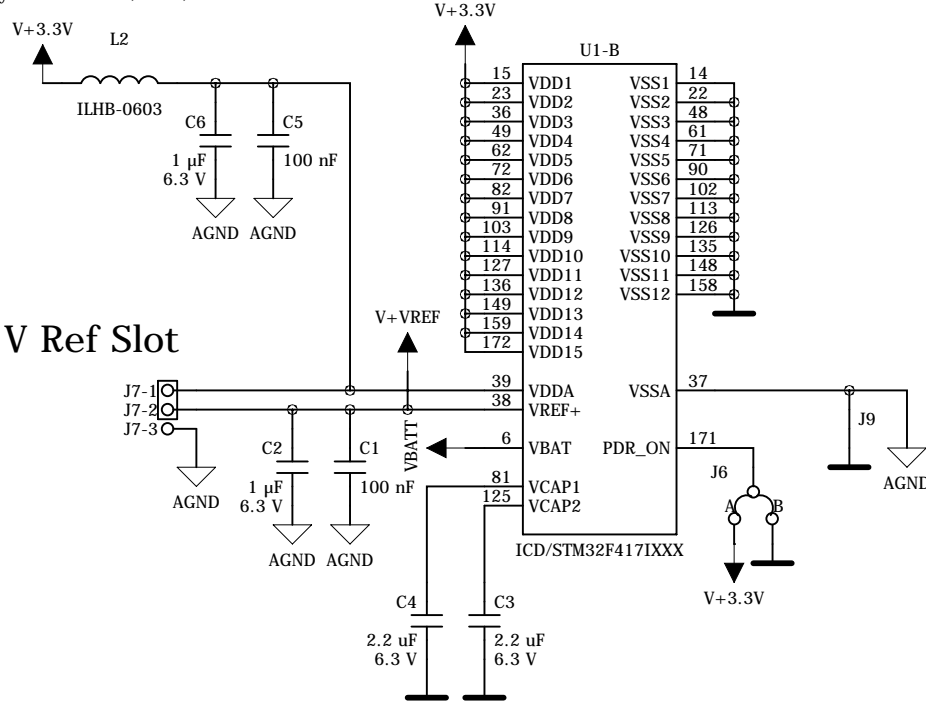 V+3.3V
L2
ILHB-0603
C6
1 µF
6.3 V
C5
100 nF
AGND
AGND
V+3.3V
U1-B
15 VDD1
23 VDD2
36 VDD3
49 VDD4
62 VDD5
72 VDD6
82 VDD7
91 VDD8
103 VDD9
114 VDD10
127 VDD11
136 VDD12
149 VDD13
159 VDD14
172 VDD15
39 VDDA
38 VREF+
6 VBAT
81 VCAP1
125 VCAP2
VSS1 14
VSS2 22
VSS3 48
VSS4 61
VSS5 71
VSS6 90
VSS7 102
VSS8 113
VSS9 126
VSS10 135
VSS11 148
VSS12 158
VSSA 37
PDR_ON 171
ICD/STM32F417IXXX
V Ref Slot
V+VREF
J7-1
J7-2
J7-3
AGND
C2
1 µF
6.3 V
C1
100 nF
VBATT
AGND
AGND
C4
2.2 uF
6.3 V
C3
2.2 uF
6.3 V
J9
AGND
J6
A
B
V+3.3V